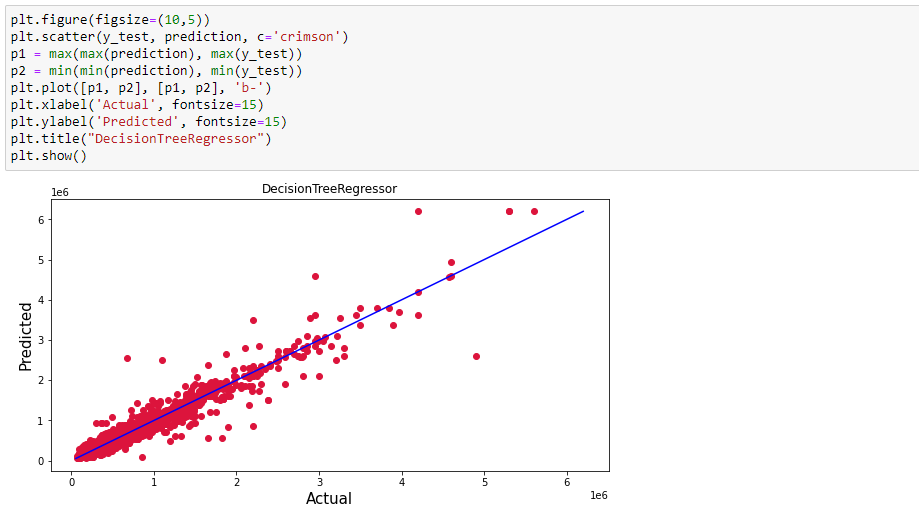 plt.figure(figsize=(10,5))
plt.scatter(y_test, prediction, c='crimson')
p1 = max(max(prediction), max(y_test))
p2 = min(min(prediction), min(y_test))
plt.plot([p1, p2], [p1, p2], 'b-')
plt.xlabel('Actual', fontsize=15)
plt.ylabel('Predicted', fontsize=15)
plt.title("DecisionTreeRegressor")
plt.show()
DecisionTreeRegressor
1e6
6
5
4
3
2
1
0
Predicted
0 1 2 3 4 5 6
1e6
Actual